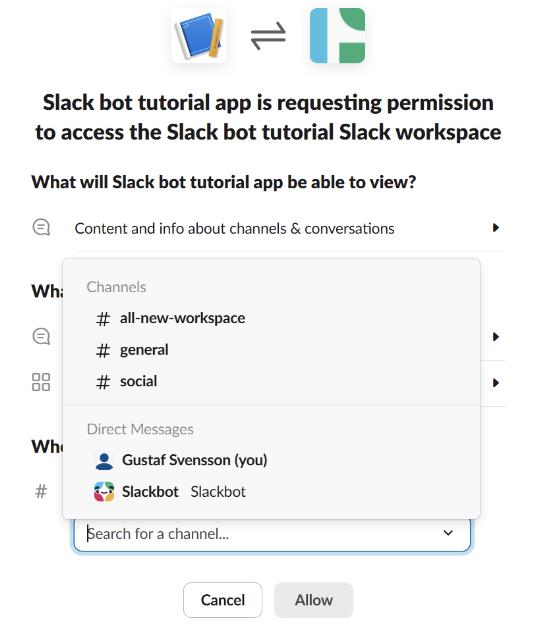 Slack bot tutorial app is requesting permission
to access the Slack bot tutorial Slack workspace
What will Slack bot tutorial app be able to view?
Content and info about channels & conversations
Channels
# all-new-workspace
# general
# social
Direct Messages
Gustaf Svensson (you)
Slackbot Slackbot
#
Search for a channel...
Cancel
Allow